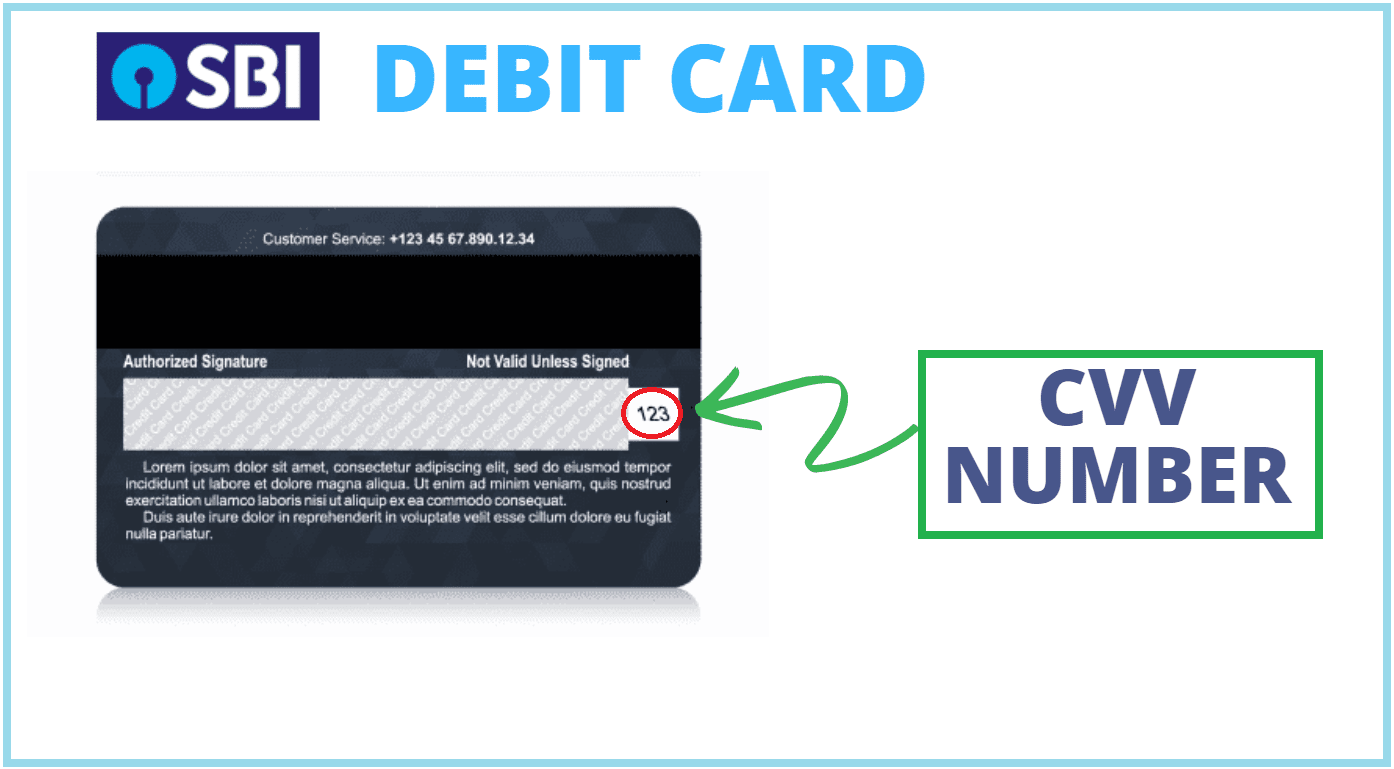 SBI DEBIT CARD
Customer Service: +123 45 67.890.12.34
Authorized Signature Not Valid Unless Signed
123
CVV
NUMBER
Lorem ipsum dolor sit amet, consectetur adipiscing elit, sed do eiusmod tempor
incididunt ut labore et dolore magna aliqua. Ut enim ad minim veniam, quis nostrud
exercitation ullamco laboris nisi ut aliquip ex ea commodo consequat.
Duis aute irure dolor in reprehenderit in voluptate velit esse cillum dolore eu fugiat
nulla pariatur.